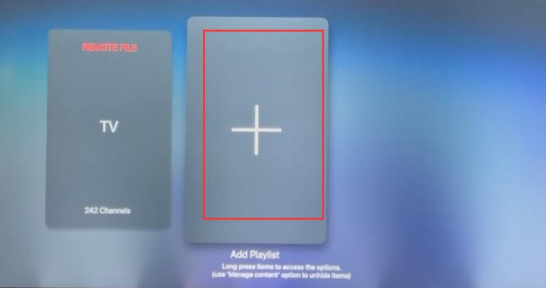 REMOTE FILE
TV
242 Channels
Add Playlist
Long press items to access the options.
(use 'Manage content' option to unhide items)